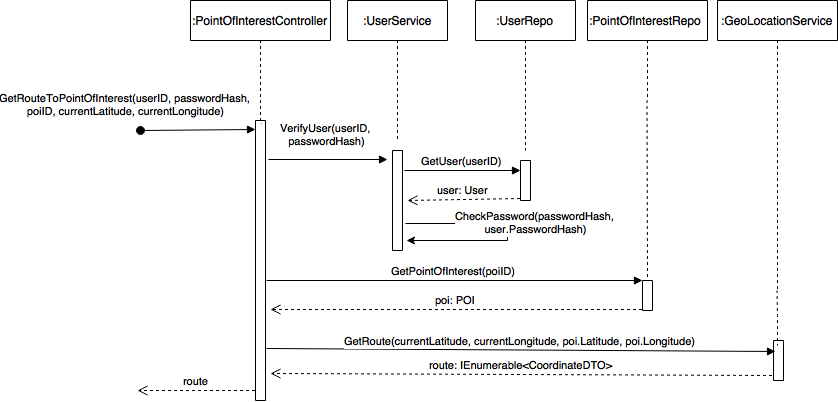 :PointOfInterestController
:UserService
:UserRepo
:PointOfInterestRepo
:GeoLocationService
GetRouteToPointOfInterest(userID, passwordHash,
poiID, currentLatitude, currentLongitude)
VerifyUser(userID,
passwordHash)
GetUser(userID)
user: User
CheckPassword(passwordHash,
user.PasswordHash)
GetPointOfInterest(poiID)
poi: POI
GetRoute(currentLatitude, currentLongitude, poi.Latitude, poi.Longitude)
route: IEnumerable<CoordinateDTO>
route